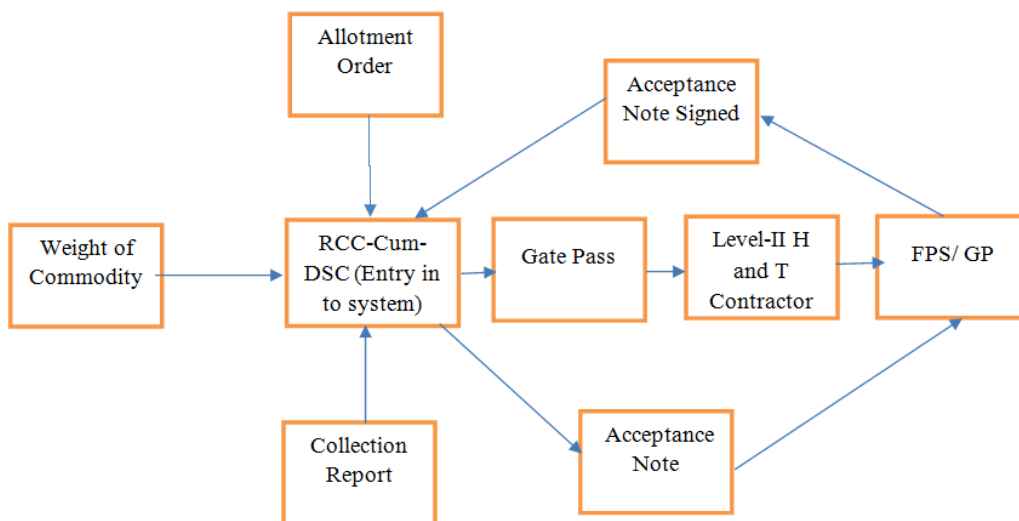 Allotment
Order
Acceptance
Note Signed
Weight of
Commodity
RCC-Cum-
DSC (Entry in
to system)
Gate Pass
Level-II H
and T
Contractor
FPS/ GP
Collection
Report
Acceptance
Note